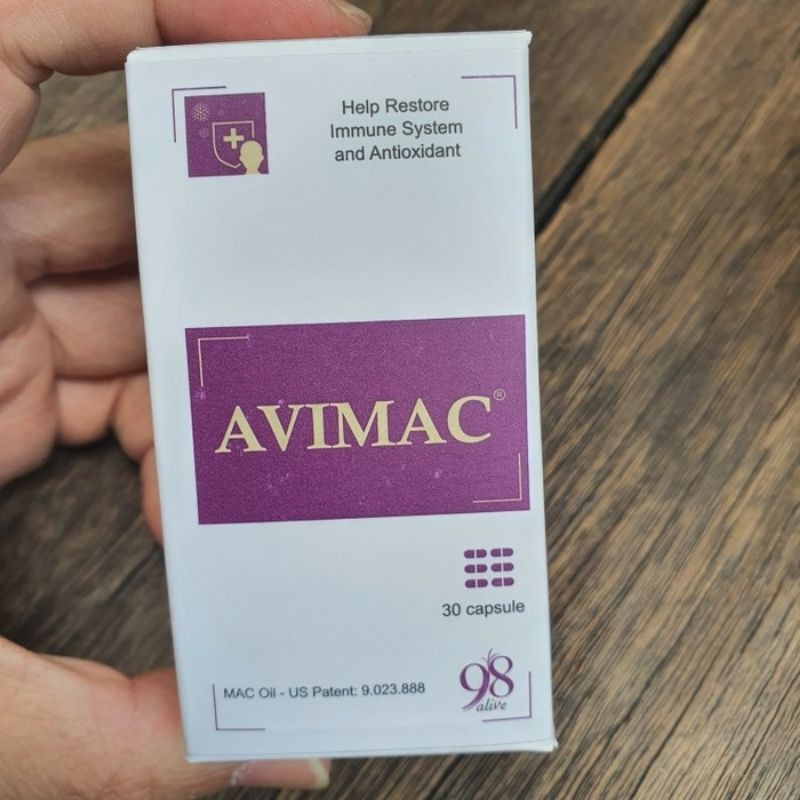 Help Restore
Immune System
and Antioxidant
AVIMAC®
30 capsule
MAC Oil - US Patent: 9.023.888
98
alive